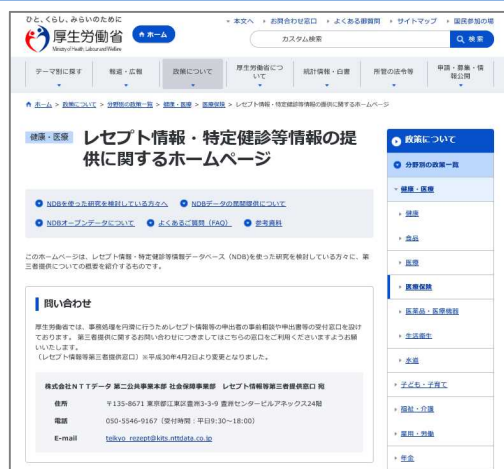 ひと、くらし、みらいのために
厚生労働省
Ministry of Health, Labour and Welfare
ホーム
本文へ お問合わせ窓口 よくある御質問 サイトマップ 国民参加の場
カスタム検索 検索
テーマ別に探す 報道・広報 政策について 厚生労働省について 統計情報・白書 所管の法令等 申請・募集・情報公開
ホーム > 政策について > 分野別の政策一覧 > 健康・医療 > 医療保険 > レセプト情報・特定健診等情報の提供に関するホームページ
健康・医療 レセプト情報・特定健診等情報の提
供に関するホームページ
NDBを使った研究を検討している方々へ NDBデータの民間提供について
NDBオープンデータについて よくあるご質問（FAQ） 参考資料
このホームページは、レセプト情報・特定健診等情報データベース（NDB)を使った研究を検討している方々に、第
三者提供についての概要を紹介するものです。
問い合わせ
厚生労働省では、事務処理を円滑に行うためレセプト情報等の申出者の事前相談や申出書等の受付窓口を設け
ております。 第三者提供に関するお問い合わせにつきましてはこちらの窓口をご利用くださいますようお願
いいたします。
（レセプト情報等第三者提供窓口）※平成30年4月2日より変更となりました。
株式会社ＮＴＴデータ 第二公共事業本部 社会保障事業部 レセプト情報等第三者提供窓口 宛
住所 〒135-8671 東京都江東区豊洲3-3-9 豊洲センタービルアネックス24階
電話 050-5546-9167（受付時間：平日9:30～18:00）
E-mail teikyo_rezept@kits.nttdata.co.jp
政策について
分野別の政策一覧
健康・医療
健康
食品
医療
医療保険
医薬品・医療機器
生活衛生
水道
子ども・子育て
福祉・介護
雇用・労働
年金